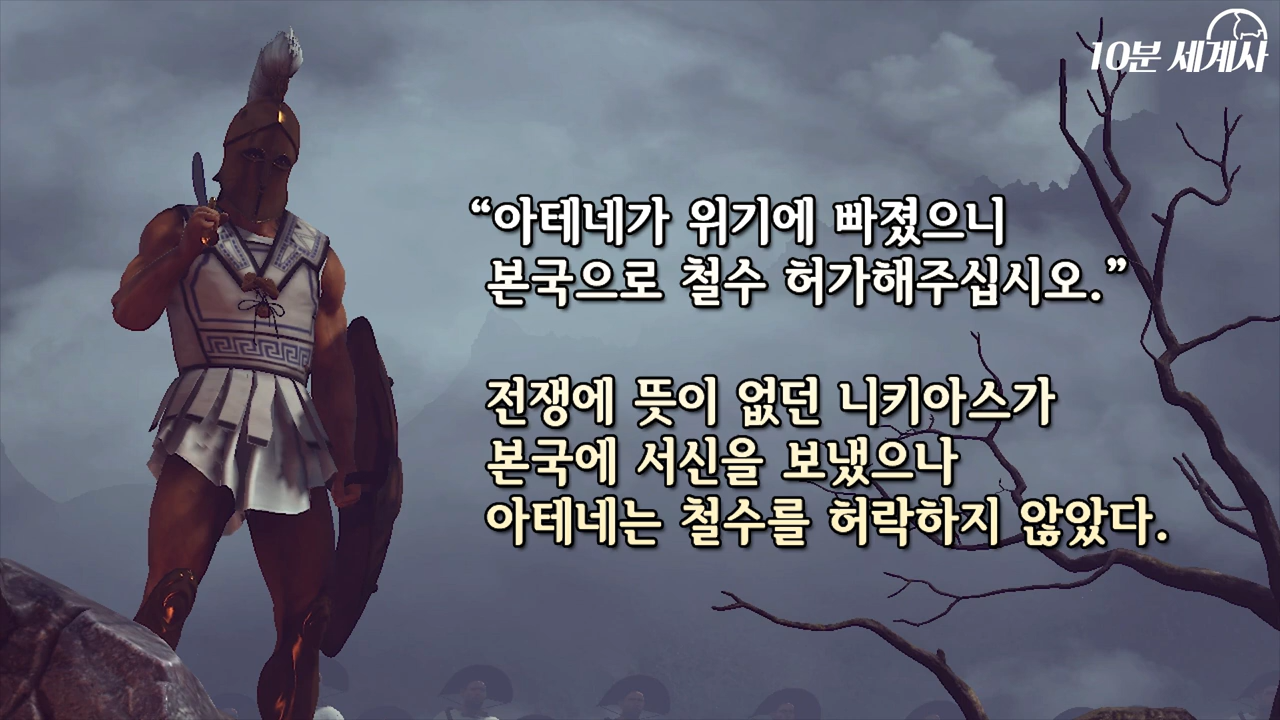 10분 세계사
“아테네가 위기에 빠졌으니
본국으로 철수 허가해주십시오.”
전쟁에 뜻이 없던 니키아스가
본국에 서신을 보냈으나
아테네는 철수를 허락하지 않았다.